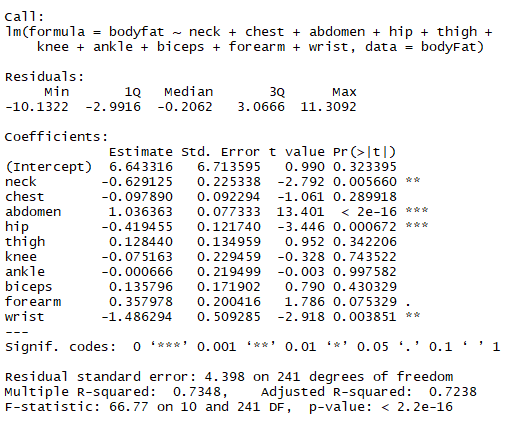 Call:
lm(formula = bodyfat ~ neck + chest + abdomen + hip + thigh +
    knee + ankle + biceps + forearm + wrist, data = bodyFat)
Residuals:
     Min       1Q   Median       3Q      Max
-10.1322  -2.9916  -0.2062   3.0666  11.3092
Coefficients:
             Estimate Std. Error t value Pr(>|t|)
(Intercept)  6.643316   6.713595   0.990 0.323395
neck        -0.629125   0.225338  -2.792 0.005660 **
chest       -0.097890   0.092294  -1.061 0.289918
abdomen      1.036363   0.077333  13.401  < 2e-16 ***
hip         -0.419455   0.121740  -3.446 0.000672 ***
thigh        0.128440   0.134959   0.952 0.342206
knee        -0.075163   0.229459  -0.328 0.743522
ankle       -0.000666   0.219499  -0.003 0.997582
biceps       0.135796   0.171902   0.790 0.430329
forearm      0.357978   0.200416   1.786 0.075329 .
wrist       -1.486294   0.509285  -2.918 0.003851 **
---
Signif. codes:  0 ‘***’ 0.001 ‘**’ 0.01 ‘*’ 0.05 ‘.’ 0.1 ‘ ’ 1
Residual standard error: 4.398 on 241 degrees of freedom
Multiple R-squared:  0.7348,    Adjusted R-squared:  0.7238
F-statistic: 66.77 on 10 and 241 DF,  p-value: < 2.2e-16